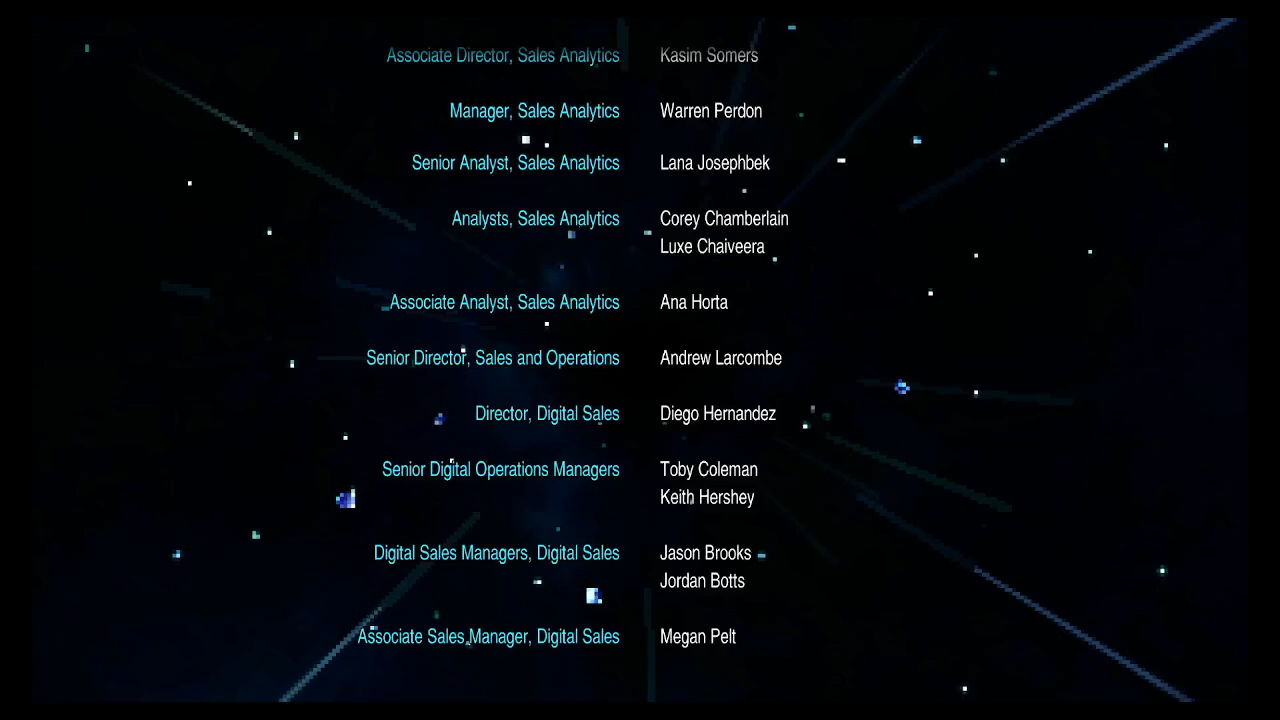 Associate Director, Sales Analytics Kasim Somers
Manager, Sales Analytics Warren Perdon
Senior Analyst, Sales Analytics Lana Josephbek
Analysts, Sales Analytics Corey Chamberlain
Luxe Chaiveera
Associate Analyst, Sales Analytics Ana Horta
Senior Director, Sales and Operations Andrew Larcombe
Director, Digital Sales Diego Hernandez
Senior Digital Operations Managers Toby Coleman
Keith Hershey
Digital Sales Managers, Digital Sales Jason Brooks
Jordan Botts
Associate Sales Manager, Digital Sales Megan Pelt